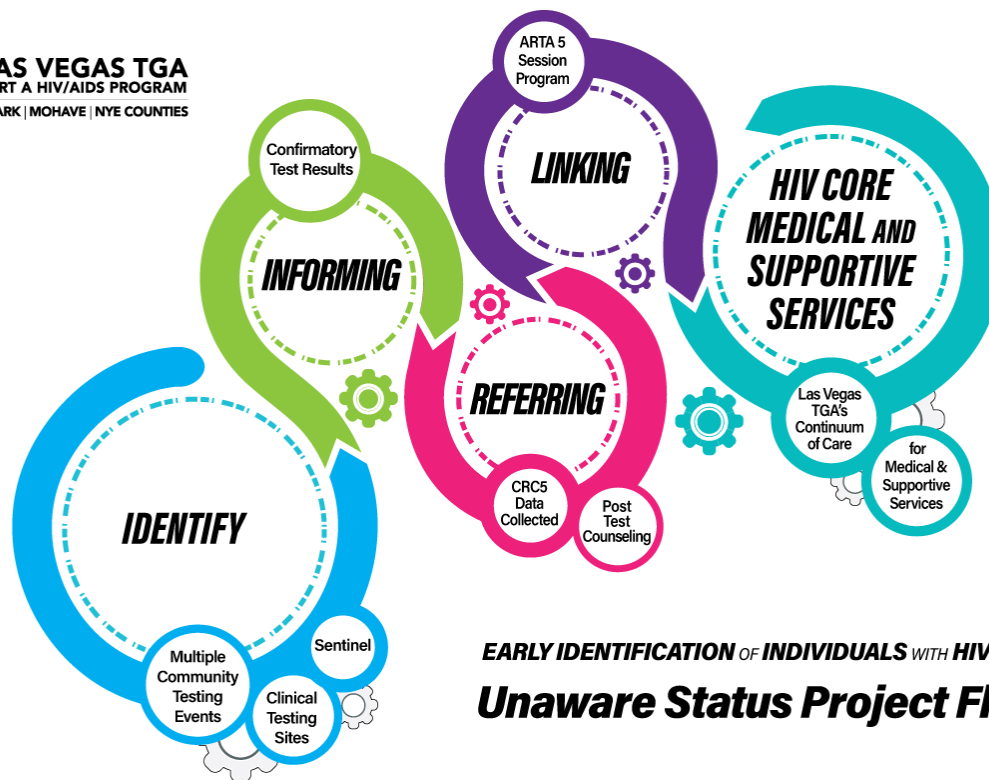 AS VEGAS TGA
RT A HIV/AIDS PROGRAM
ARK | MOHAVE | NYE COUNTIES
IDENTIFY
Multiple
Community
Testing
Events
Clinical
Testing
Sites
Sentinel
INFORMING
Confirmatory
Test Results
REFERRING
CRC5
Data
Collected
Post
Test
Counseling
LINKING
ARTA 5
Session
Program
HIV CORE
MEDICAL AND
SUPPORTIVE
SERVICES
Las Vegas
TGA's
Continuum
of Care
for
Medical &
Supportive
Services
EARLY IDENTIFICATION OF INDIVIDUALS WITH HIV
Unaware Status Project Fl